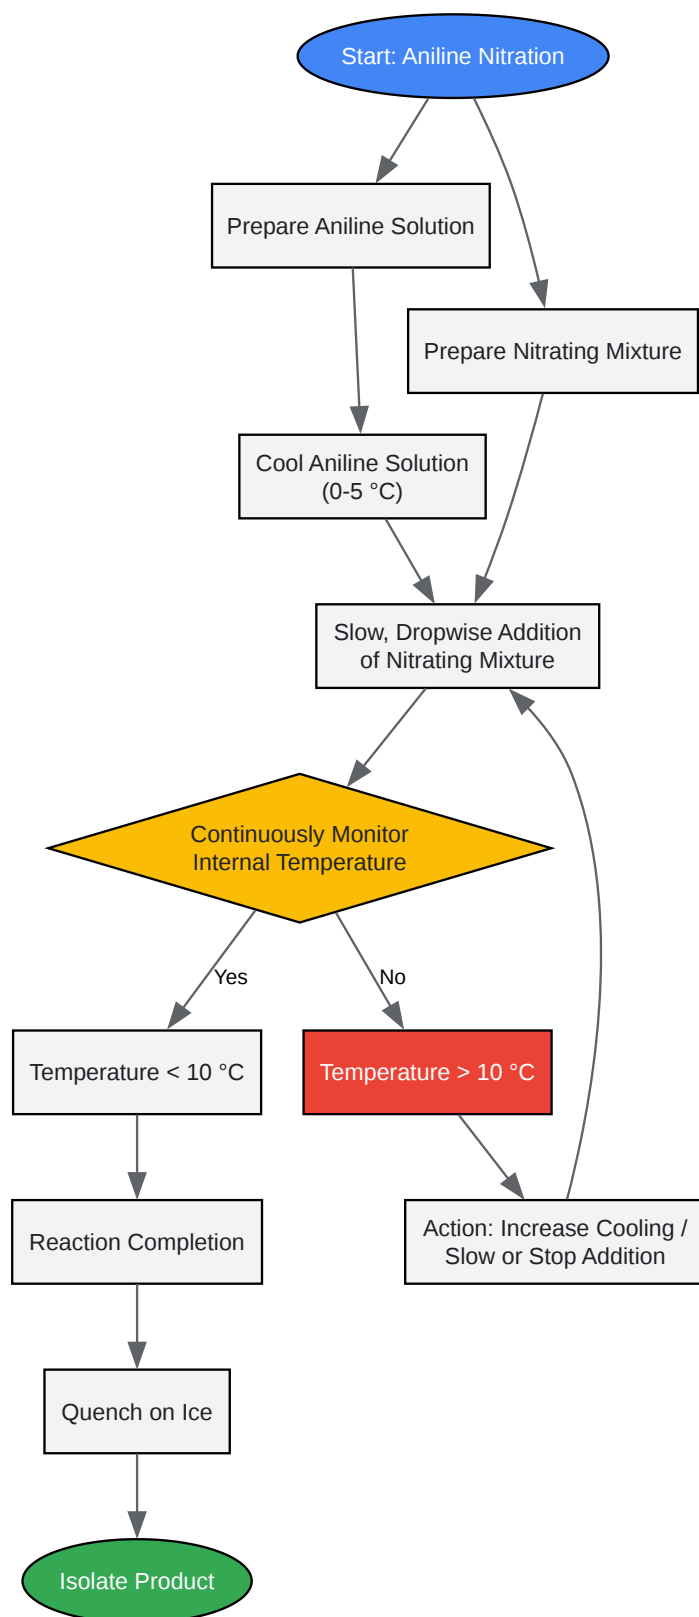 Start: Aniline Nitration
Prepare Aniline Solution
Prepare Nitrating Mixture
Cool Aniline Solution
(0-5 °C)
Slow, Dropwise Addition
of Nitrating Mixture
Continuously Monitor
Internal Temperature
Yes
No
Temperature < 10 °C
Temperature > 10 °C
Reaction Completion
Action: Increase Cooling /
Slow or Stop Addition
Quench on Ice
Isolate Product